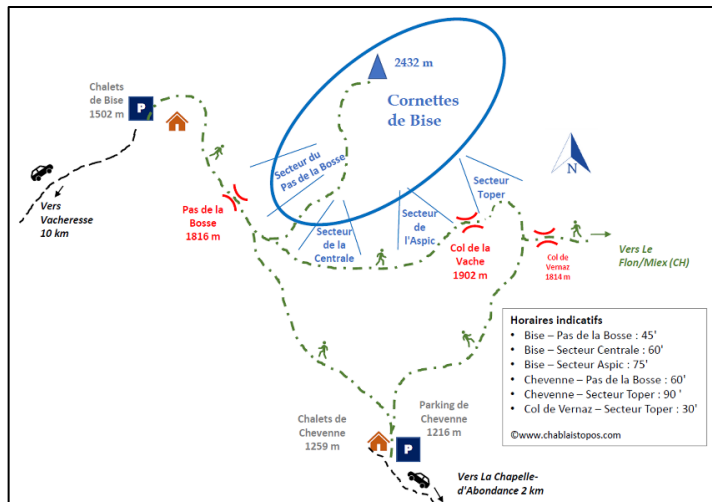 2432 m
Cornettes
de Bise
Chalets
de Bise
1502 m
P
Secteur du
Pas de la Bosse
Secteur
Toper
N
Vers
Vacheresse
10 km
Pas de la
Bosse
1816 m
Secteur
de la
Centrale
Secteur
de
l'Aspic
Col de la
Vache
1902 m
Col de
Vernaz
1814 m
Vers Le
Flon/Miex (CH)
Horaires indicatifs
• Bise – Pas de la Bosse : 45'
• Bise – Secteur Centrale : 60'
• Bise – Secteur Aspic : 75'
• Chevenne – Pas de la Bosse : 60'
• Chevenne – Secteur Toper : 90 '
• Col de Vernaz – Secteur Toper : 30'
©www.chablaistopos.com
Chalets de
Chevenne
1259 m
Parking de
Chevenne
1216 m
P
Vers La Chapelle-
d'Abondance 2 km